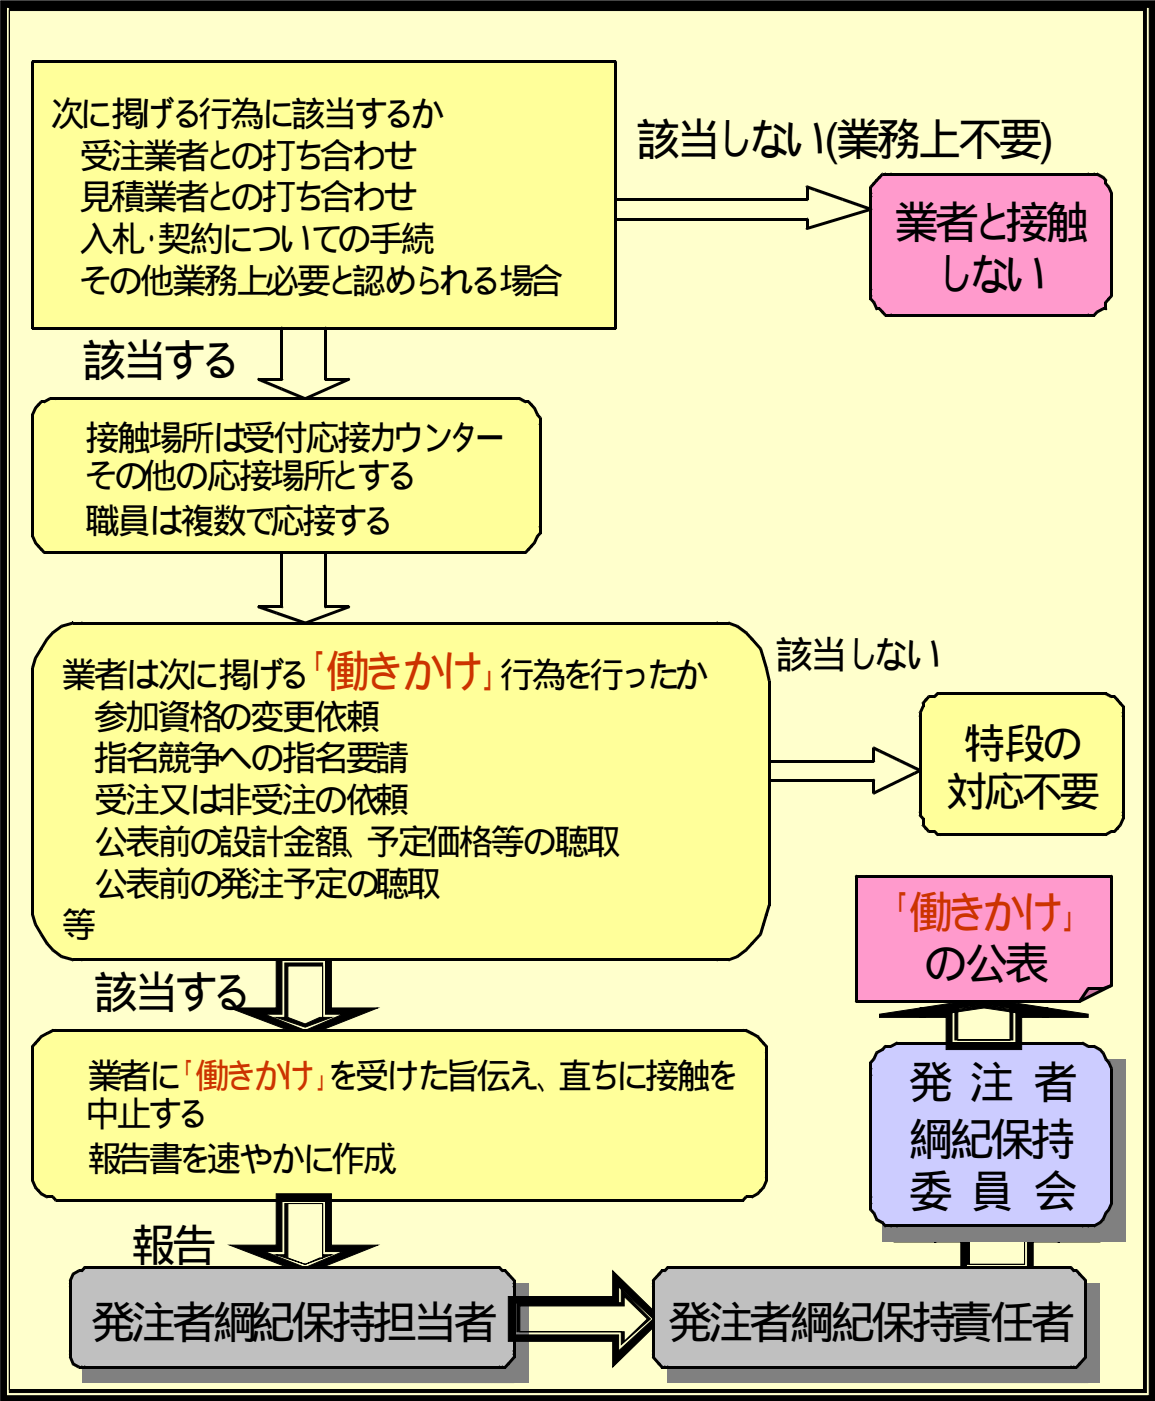 次に掲げる行為に該当するか
受注業者との打ち合わせ
見積業者との打ち合わせ
入札・契約についての手続
その他業務上必要と認められる場合
該当しない(業務上不要)
業者と接触
しない
該当する
接触場所は受付応接カウンター
その他の応接場所とする
職員は複数で応接する
業者は次に掲げる「働きかけ」行為を行ったか
参加資格の変更依頼
指名競争への指名要請
受注又は非受注の依頼
公表前の設計金額、予定価格等の聴取
公表前の発注予定の聴取
等
該当しない
特段の
対応不要
該当する
業者に「働きかけ」を受けた旨伝え、直ちに接触を
中止する
報告書を速やかに作成
報告
発注者綱紀保持担当者
発注者綱紀保持責任者
発 注 者
綱紀保持
委 員 会
「働きかけ」
の公表